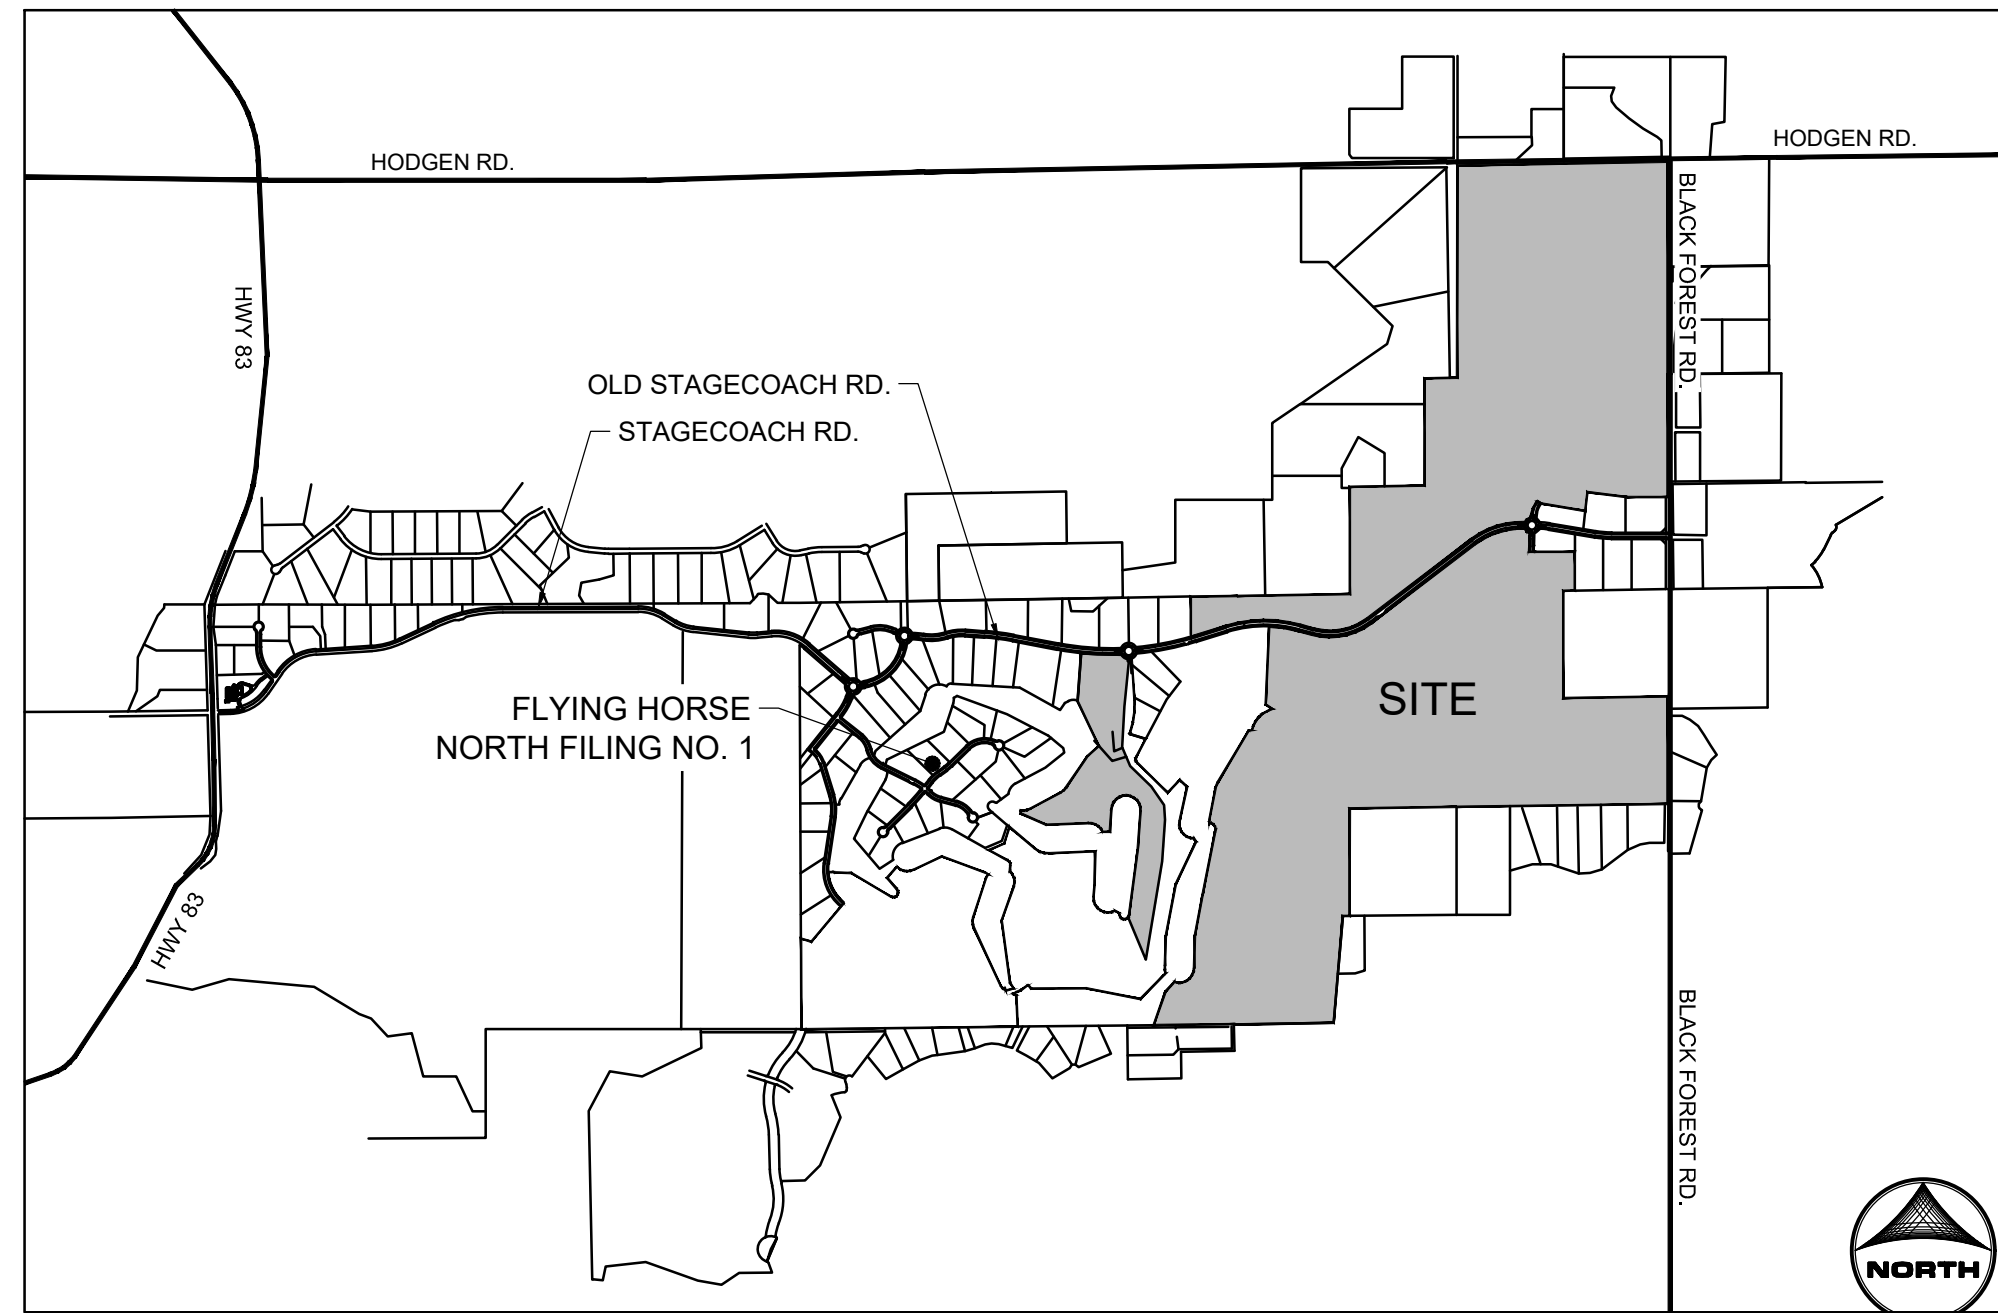 HODGEN RD.
HODGEN RD.
BLACK FOREST RD.
HWY 83
OLD STAGECOACH RD.
STAGECOACH RD.
FLYING HORSE
NORTH FILING NO. 1
SITE
HWY 83
BLACK FOREST RD.
NORTH